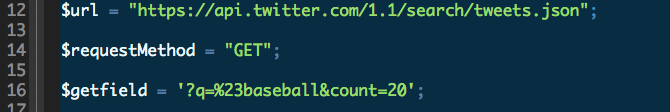 12 $url = "https://api.twitter.com/1.1/search/tweets.json";
13
14 $requestMethod = "GET";
15
16 $getfield = '?q=%23baseball&count=20';
17